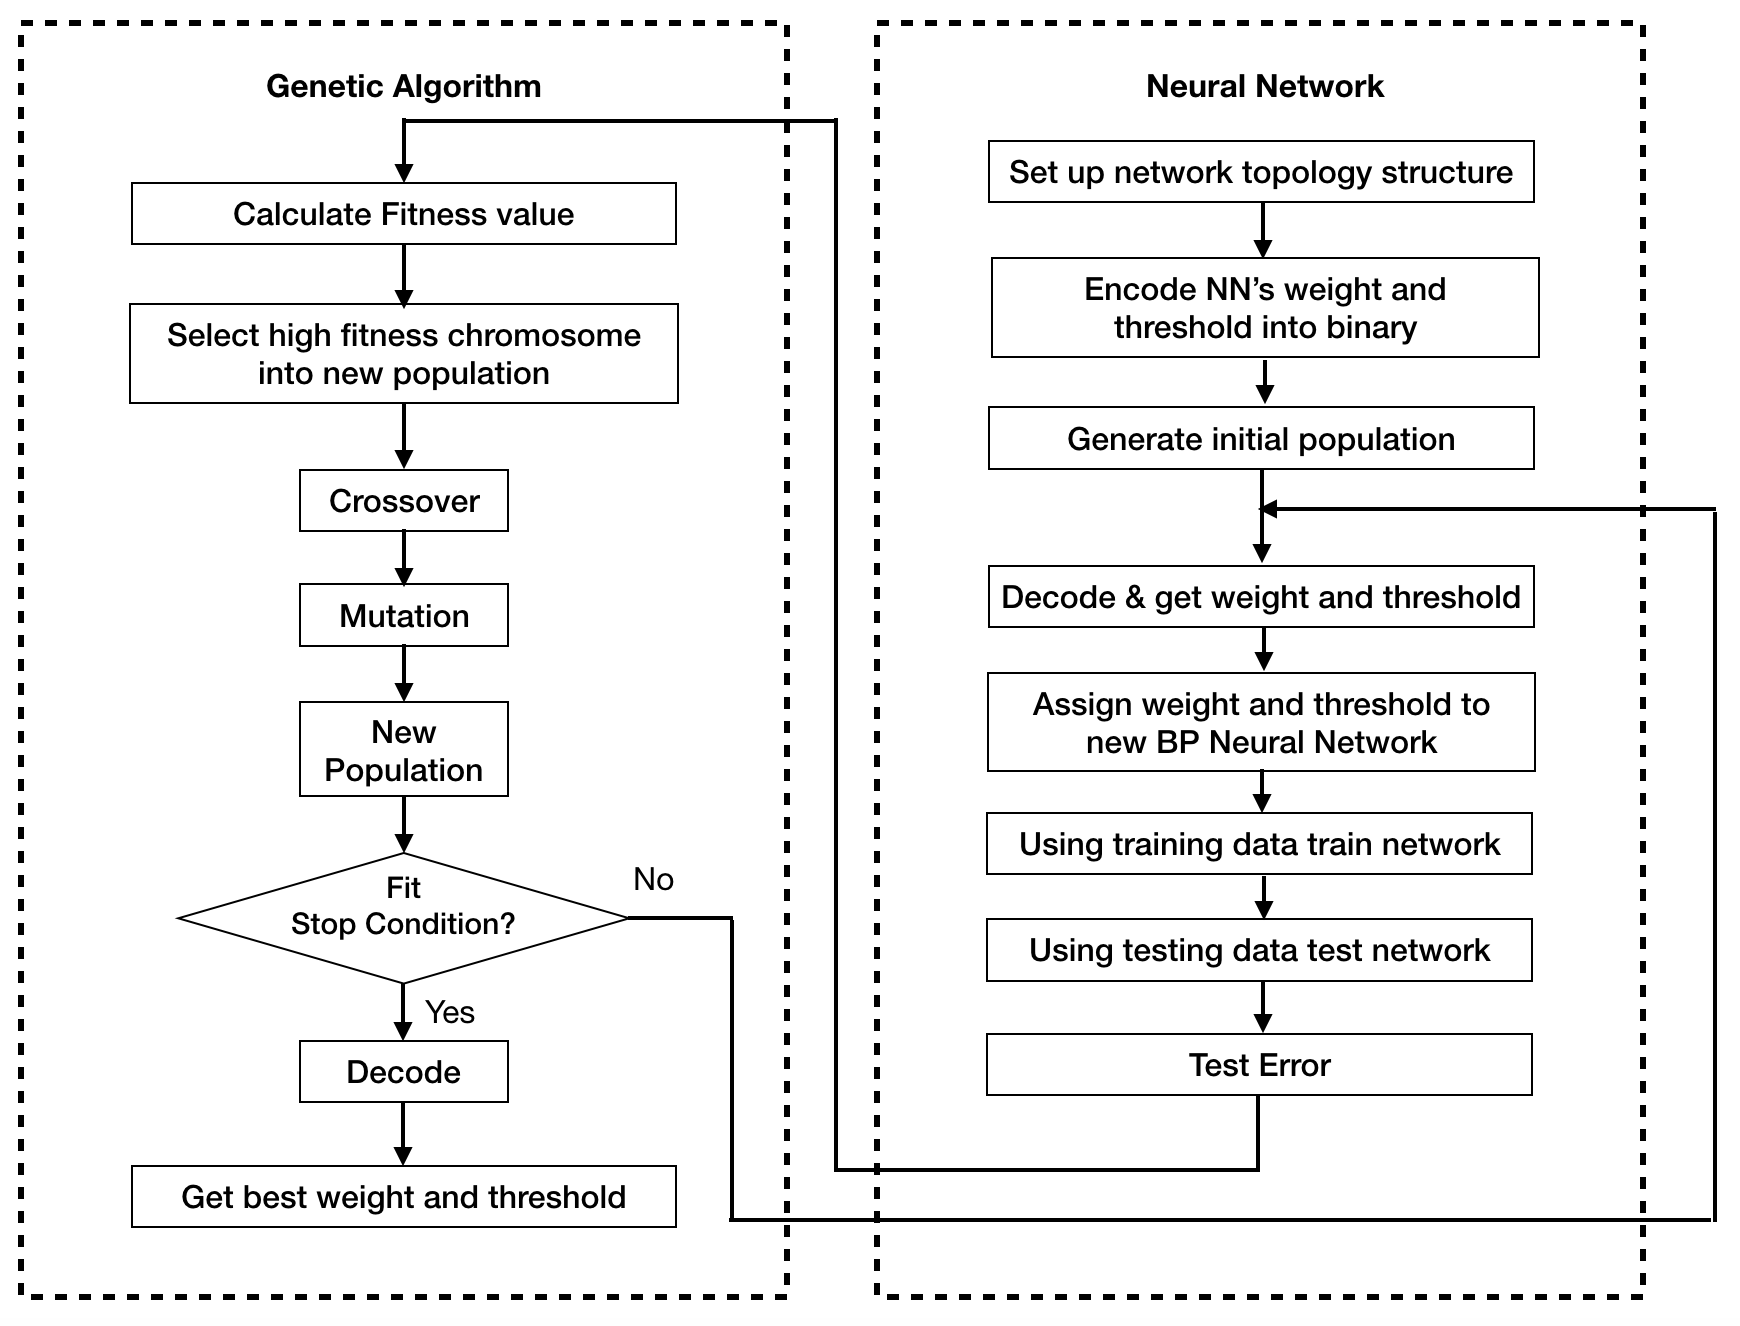 Genetic Algorithm
Calculate Fitness value
Select high fitness chromosome
into new population
Crossover
Mutation
New
Population
Fit
Stop Condition?
No
Yes
Decode
Get best weight and threshold
Neural Network
Set up network topology structure
Encode NN’s weight and
threshold into binary
Generate initial population
Decode & get weight and threshold
Assign weight and threshold to
new BP Neural Network
Using training data train network
Using testing data test network
Test Error